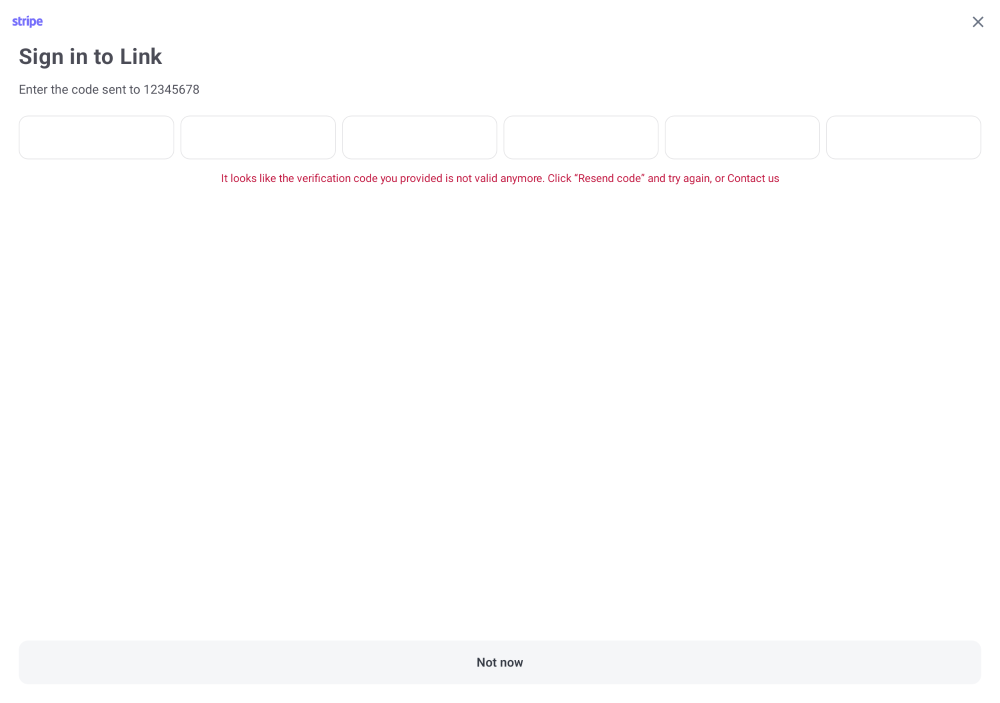 stripe
Sign in to Link
Enter the code sent to 12345678
It looks like the verification code you provided is not valid anymore. Click “Resend code” and try again, or Contact us
Not now